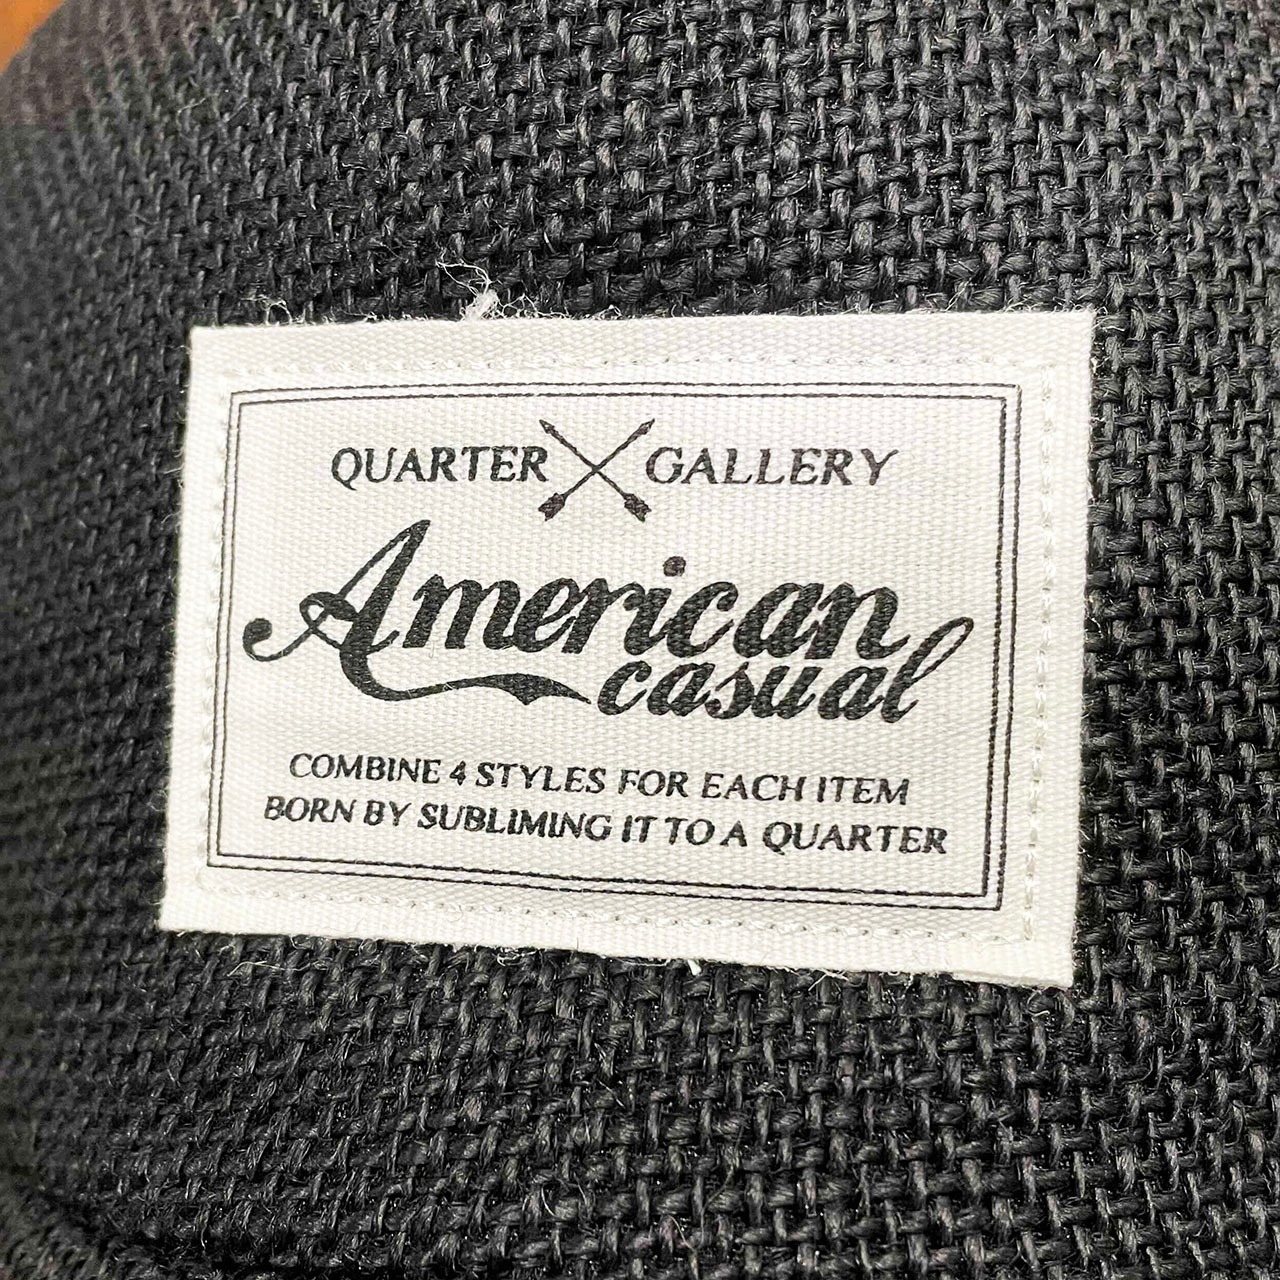 QUARTER GALLERY
American
casual
COMBINE 4 STYLES FOR EACH ITEM
BORN BY SUBLIMING IT TO A QUARTER